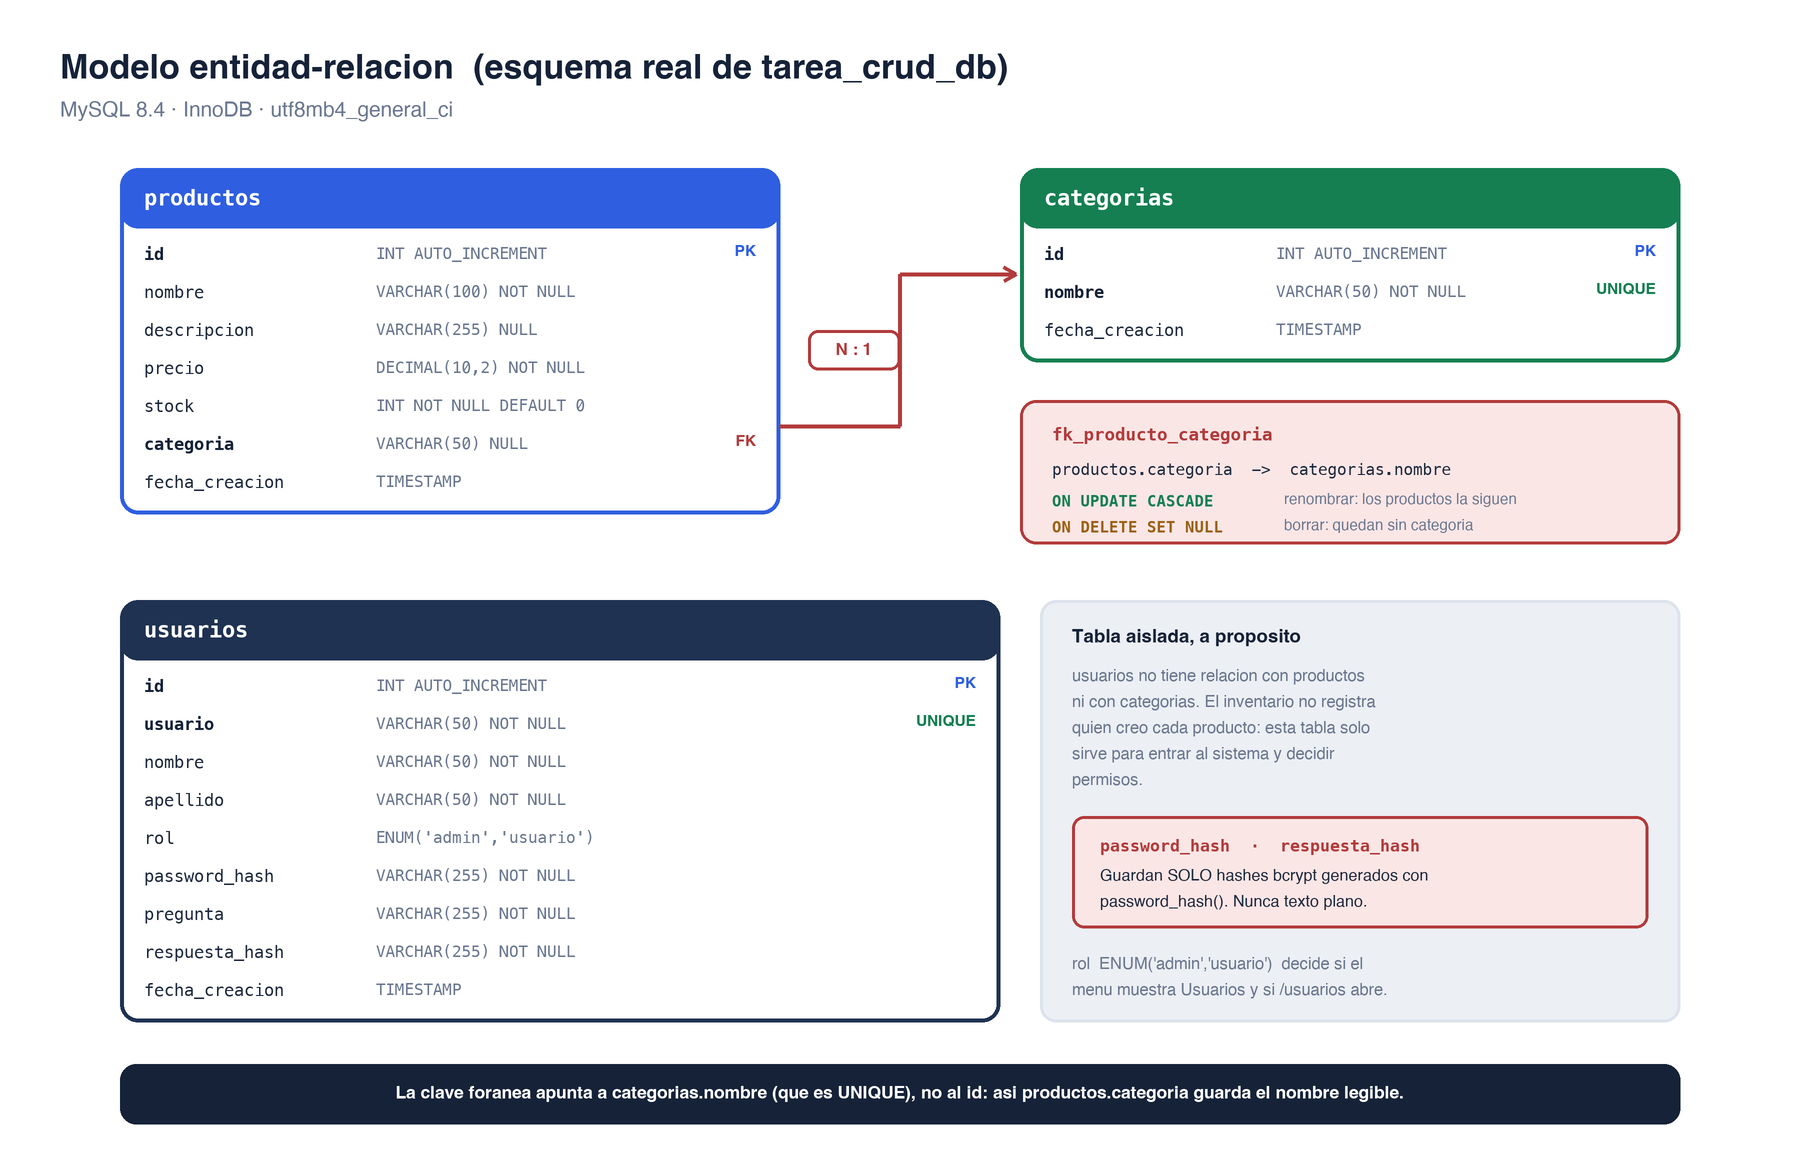 Modelo entidad-relacion  (esquema real de tarea_crud_db)
MySQL 8.4 · InnoDB · utf8mb4_general_ci
productos
id INT AUTO_INCREMENT PK
nombre VARCHAR(100) NOT NULL
descripcion VARCHAR(255) NULL
precio DECIMAL(10,2) NOT NULL
stock INT NOT NULL DEFAULT 0
categoria VARCHAR(50) NULL FK
fecha_creacion TIMESTAMP
N : 1
categorias
id INT AUTO_INCREMENT PK
nombre VARCHAR(50) NOT NULL UNIQUE
fecha_creacion TIMESTAMP
fk_producto_categoria
productos.categoria —> categorias.nombre
ON UPDATE CASCADE renombrar: los productos la siguen
ON DELETE SET NULL borrar: quedan sin categoria
usuarios
id INT AUTO_INCREMENT PK
usuario VARCHAR(50) NOT NULL UNIQUE
nombre VARCHAR(50) NOT NULL
apellido VARCHAR(50) NOT NULL
rol ENUM('admin','usuario')
password_hash VARCHAR(255) NOT NULL
pregunta VARCHAR(255) NOT NULL
respuesta_hash VARCHAR(255) NOT NULL
fecha_creacion TIMESTAMP
Tabla aislada, a proposito
usuarios no tiene relacion con productos
ni con categorias. El inventario no registra
quien creo cada producto: esta tabla solo
sirve para entrar al sistema y decidir
permisos.
password_hash · respuesta_hash
Guardan SOLO hashes bcrypt generados con
password_hash(). Nunca texto plano.
rol ENUM('admin','usuario') decide si el
menu muestra Usuarios y si /usuarios abre.
La clave foranea apunta a categorias.nombre (que es UNIQUE), no al id: asi productos.categoria guarda el nombre legible.